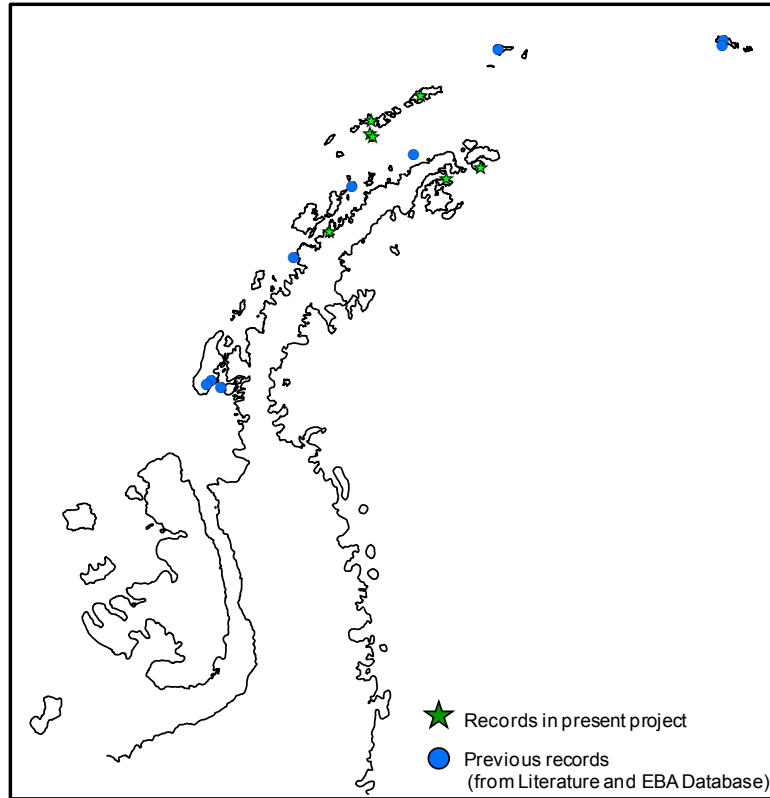 Records in present project
Previous records
(from Literature and EBA Database)